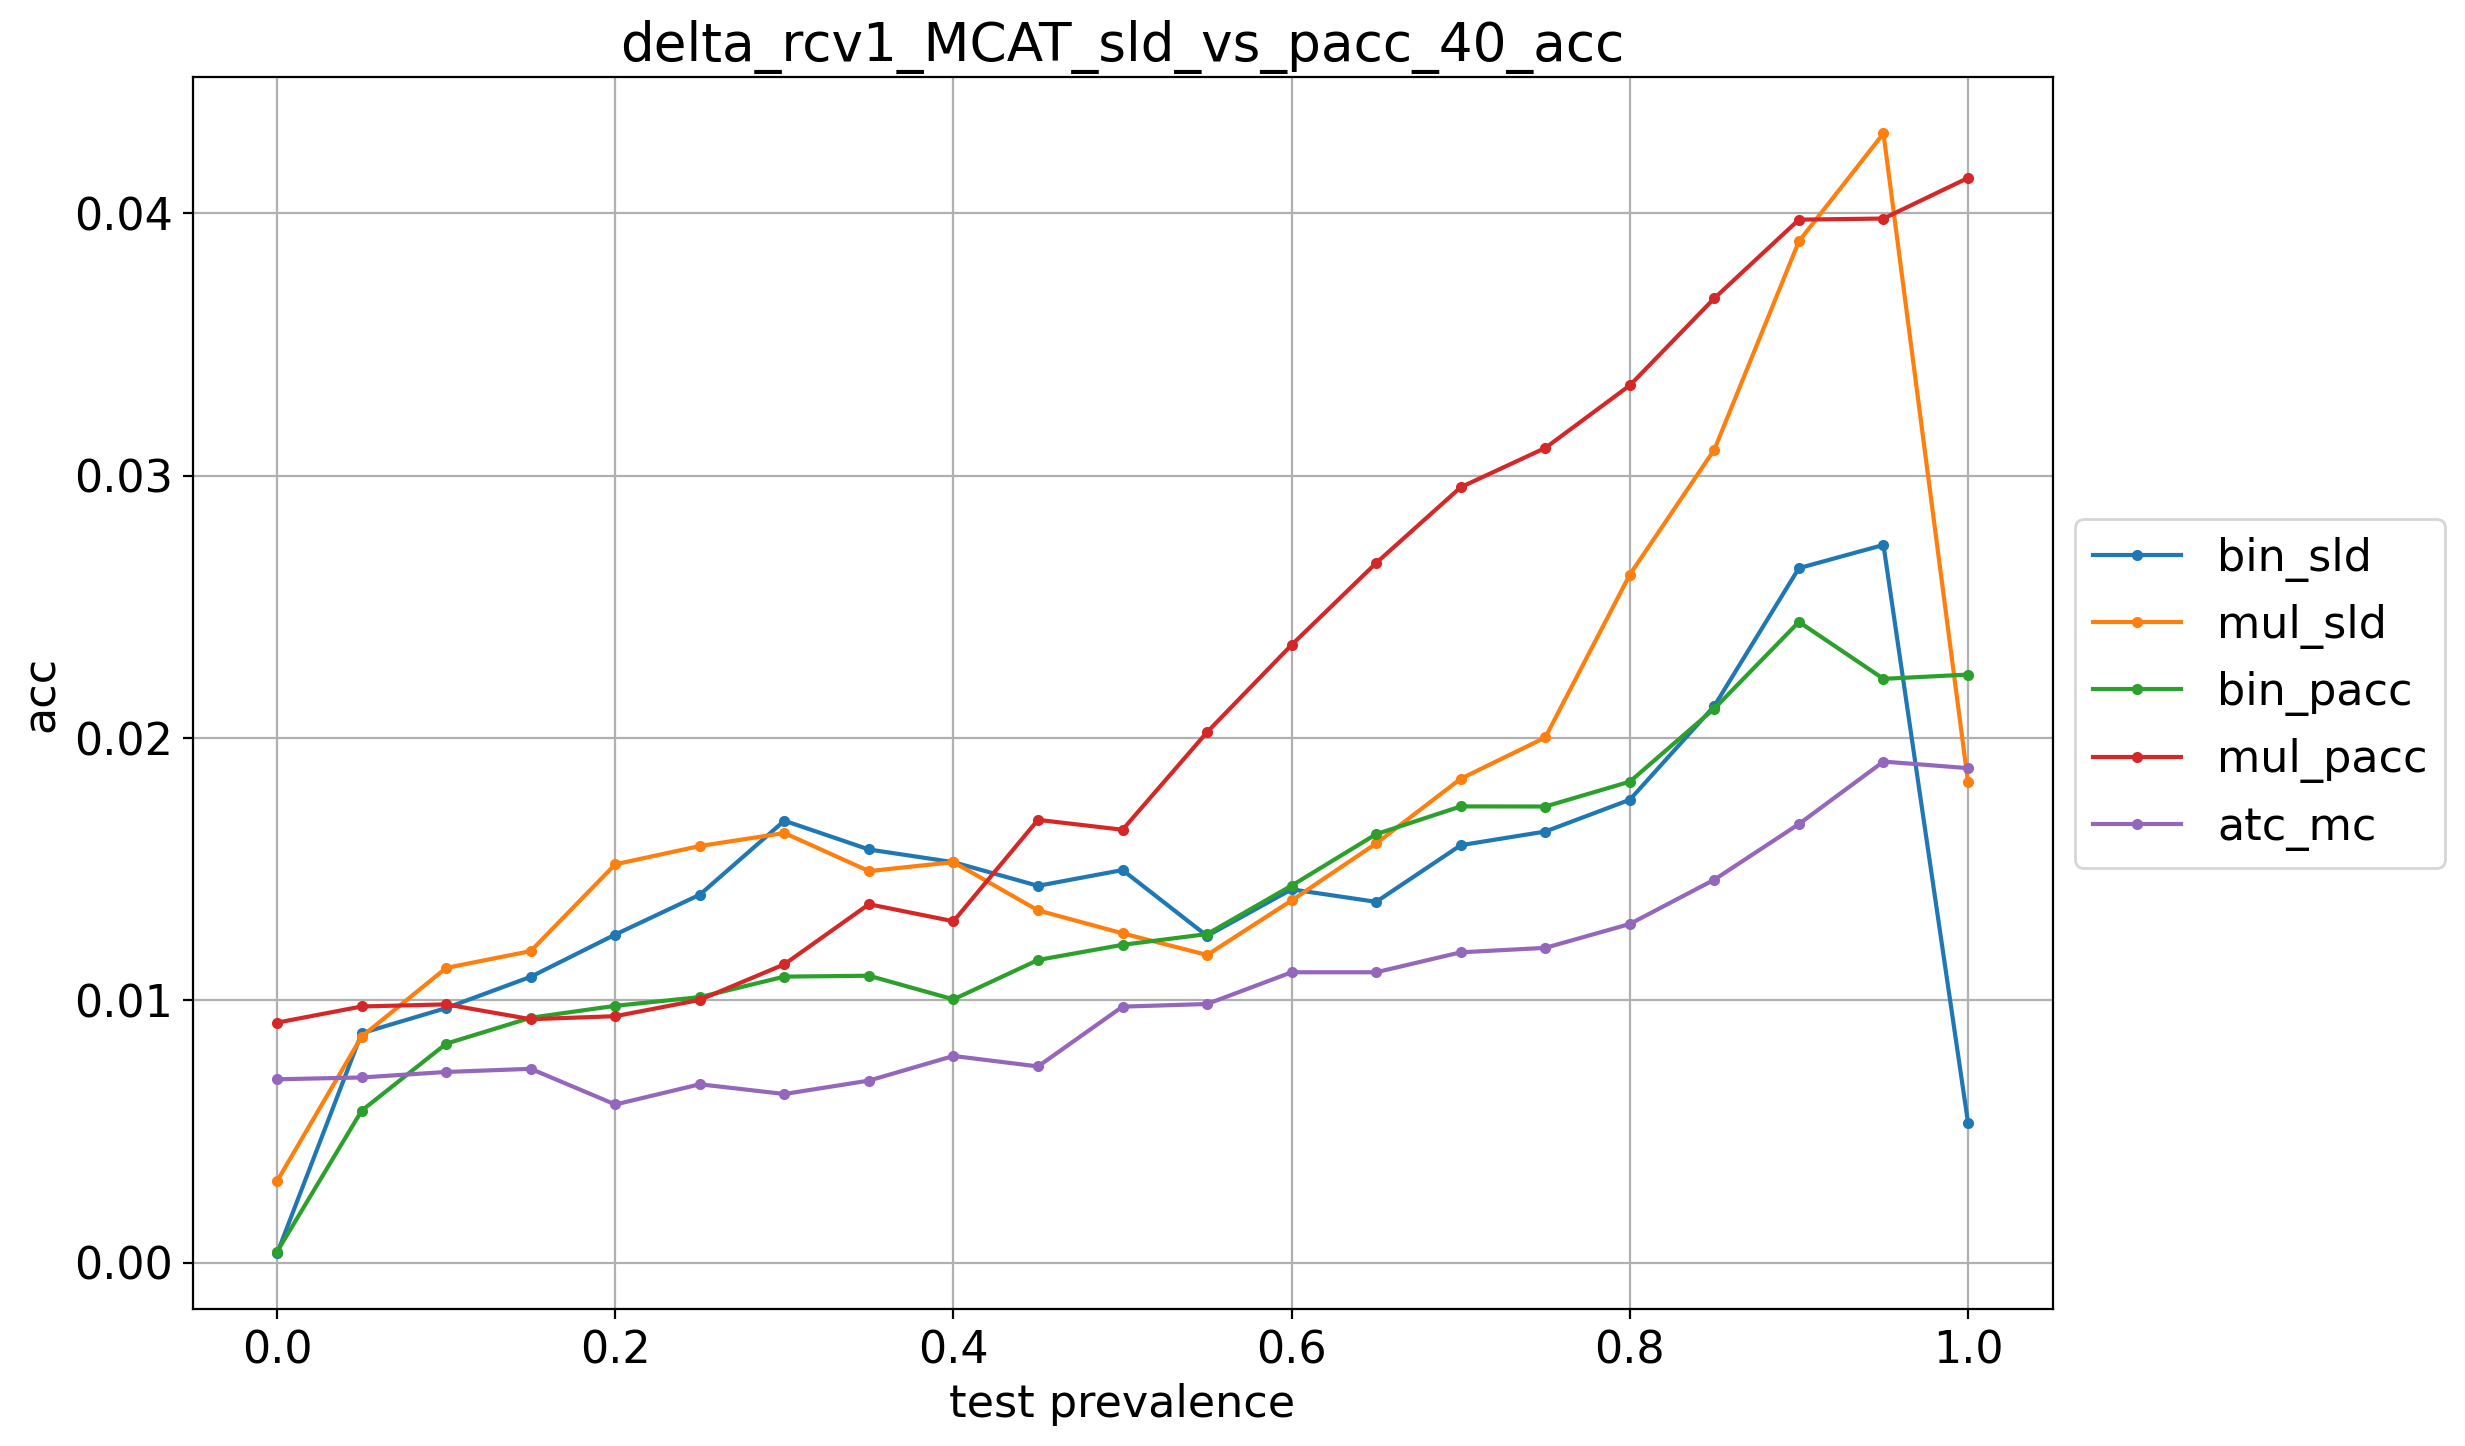 delta_rcv1_MCAT_sld_vs_pacc_40_acc
0.04
0.03
0.02
0.01
0.00
acc
0.0 0.2 0.4 0.6 0.8 1.0
test prevalence
bin_sld
mul_sld
bin_pacc
mul_pacc
atc_mc